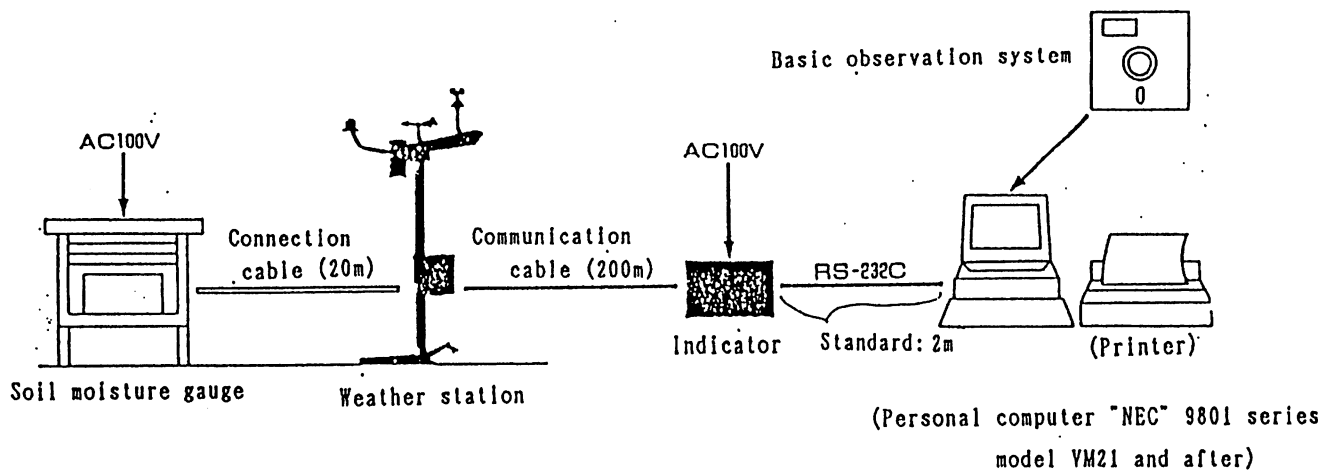 Basic observation system
AC100V
AC100V
Connection
cable (20m)
Communication
cable (200m)
RS-232C
Indicator
Standard: 2m
(Printer)
Soil moisture gauge
Weather station
(Personal computer "NEC" 9801 series
model VM21 and after)